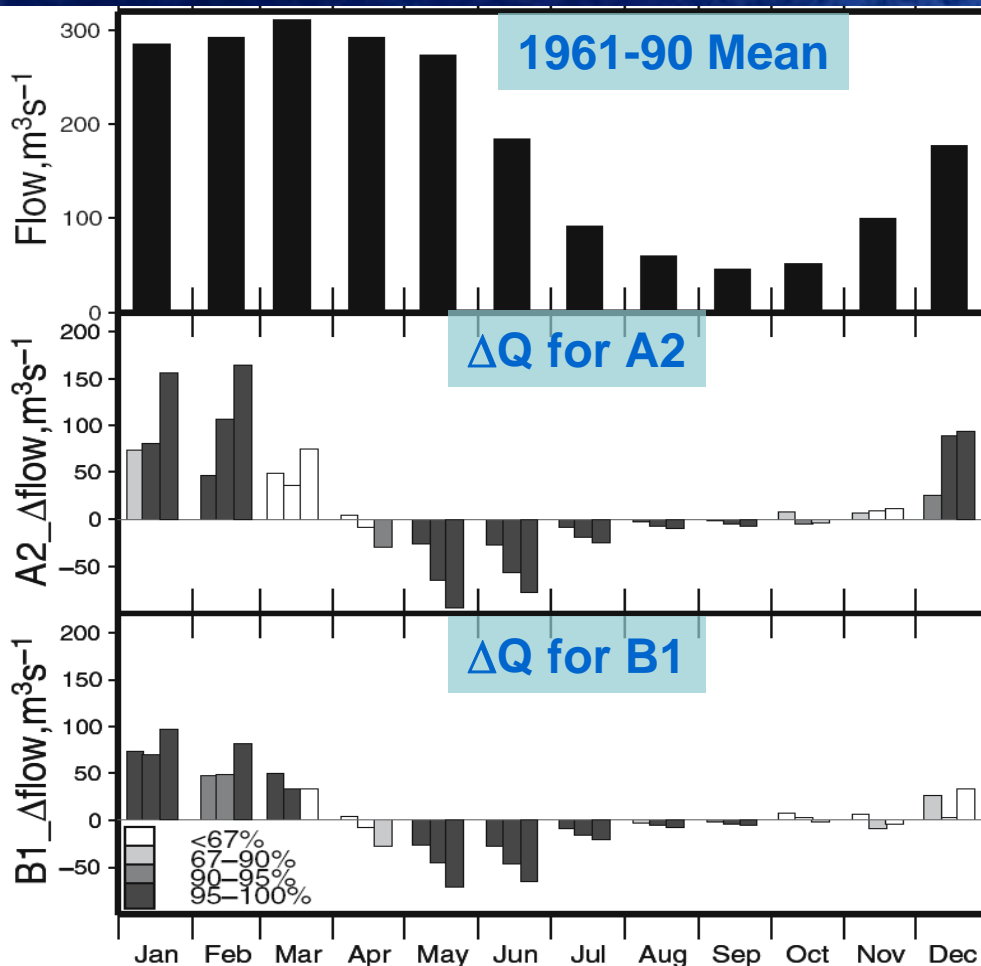 1961-90 Mean
Flow,m³s⁻¹
300
200
100
0
ΔQ for A2
A2_Δflow,m³s⁻¹
200
150
100
50
0
−50
ΔQ for B1
B1_Δflow,m³s⁻¹
200
150
100
50
0
−50
<67%
67–90%
90–95%
95–100%
Jan Feb Mar Apr May Jun Jul Aug Sep Oct Nov Dec